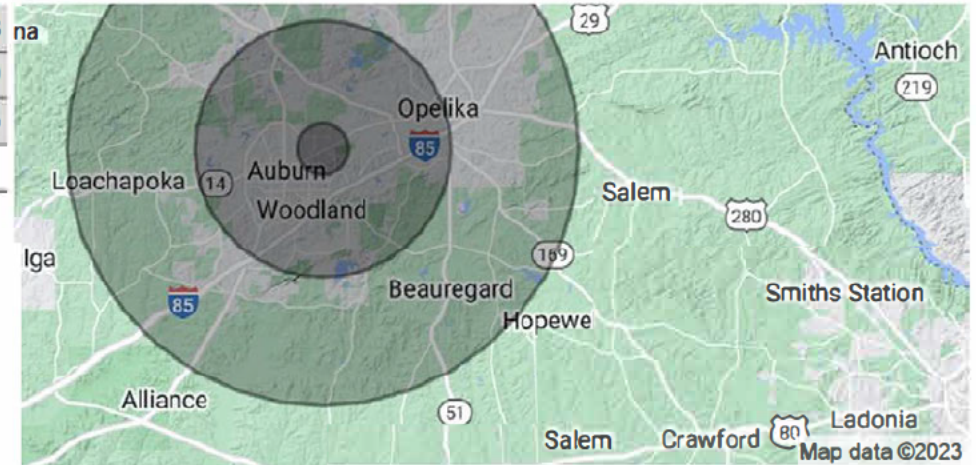 29
na
Antioch
219
Opelika
85
Auburn
Loachapoka
14
Salem
Woodland
280
169
lga
Beauregard
Smiths Station
85
Hopewe
Alliance
51
Ladonia
80
Salem
Crawford
Map data ©2023